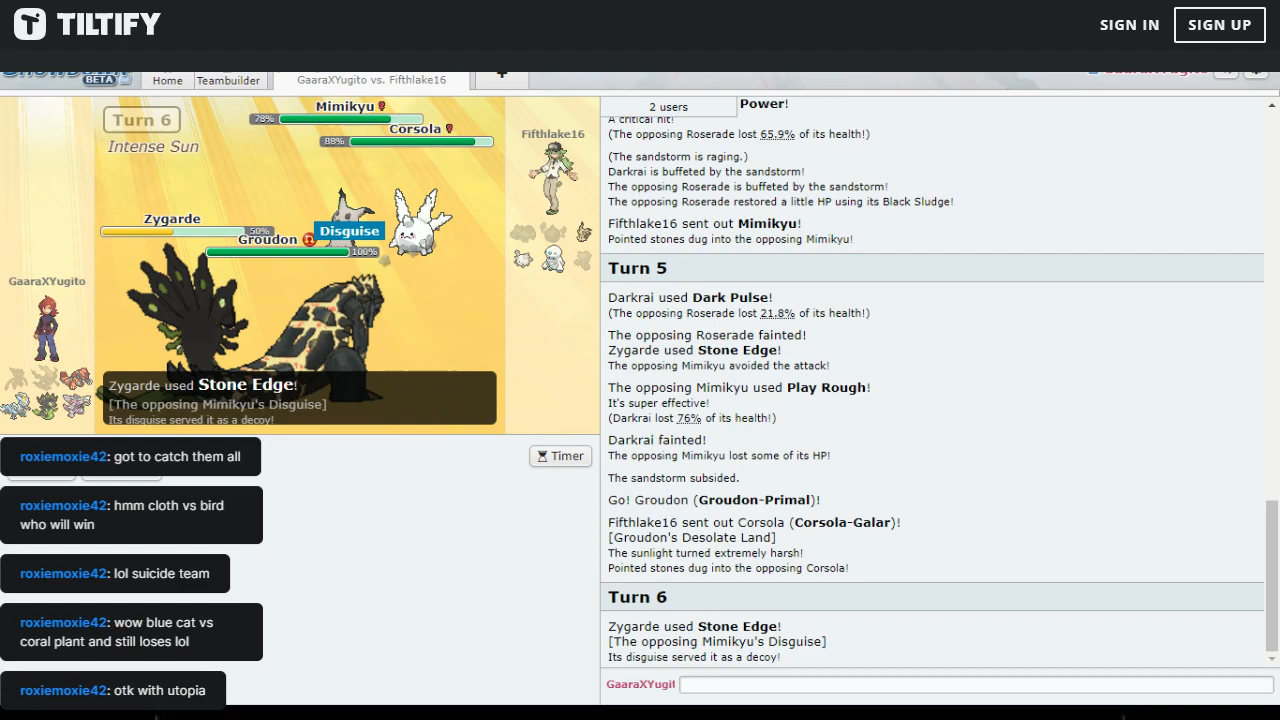 TILTIFY
SIGN IN
SIGN UP
BETA
Home
Teambuilder
GaaraXYugito vs. Fifthlake16
+
Turn 6
Intense Sun
Mimikyu
78%
Corsola
88%
Fifthlake16
Zygarde
50%
Groudon
100%
Disguise
GaaraXYugito
Zygarde used Stone Edge!
[The opposing Mimikyu's Disguise]
Its disguise served it as a decoy!
Timer
roxiemoxie42: got to catch them all
roxiemoxie42: hmm cloth vs bird
who will win
roxiemoxie42: lol suicide team
roxiemoxie42: wow blue cat vs
coral plant and still loses lol
roxiemoxie42: otk with utopia
2 users
Power!
A critical hit!
(The opposing Roserade lost 65.9% of its health!)
(The sandstorm is raging.)
Darkrai is buffeted by the sandstorm!
The opposing Roserade is buffeted by the sandstorm!
The opposing Roserade restored a little HP using its Black Sludge!
Fifthlake16 sent out Mimikyu!
Pointed stones dug into the opposing Mimikyu!
Turn 5
Darkrai used Dark Pulse!
(The opposing Roserade lost 21.8% of its health!)
The opposing Roserade fainted!
Zygarde used Stone Edge!
The opposing Mimikyu avoided the attack!
The opposing Mimikyu used Play Rough!
It's super effective!
(Darkrai lost 76% of its health!)
Darkrai fainted!
The opposing Mimikyu lost some of its HP!
The sandstorm subsided.
Go! Groudon (Groudon-Primal)!
Fifthlake16 sent out Corsola (Corsola-Galar)!
[Groudon's Desolate Land]
The sunlight turned extremely harsh!
Pointed stones dug into the opposing Corsola!
Turn 6
Zygarde used Stone Edge!
[The opposing Mimikyu's Disguise]
Its disguise served it as a decoy!
GaaraXYugit